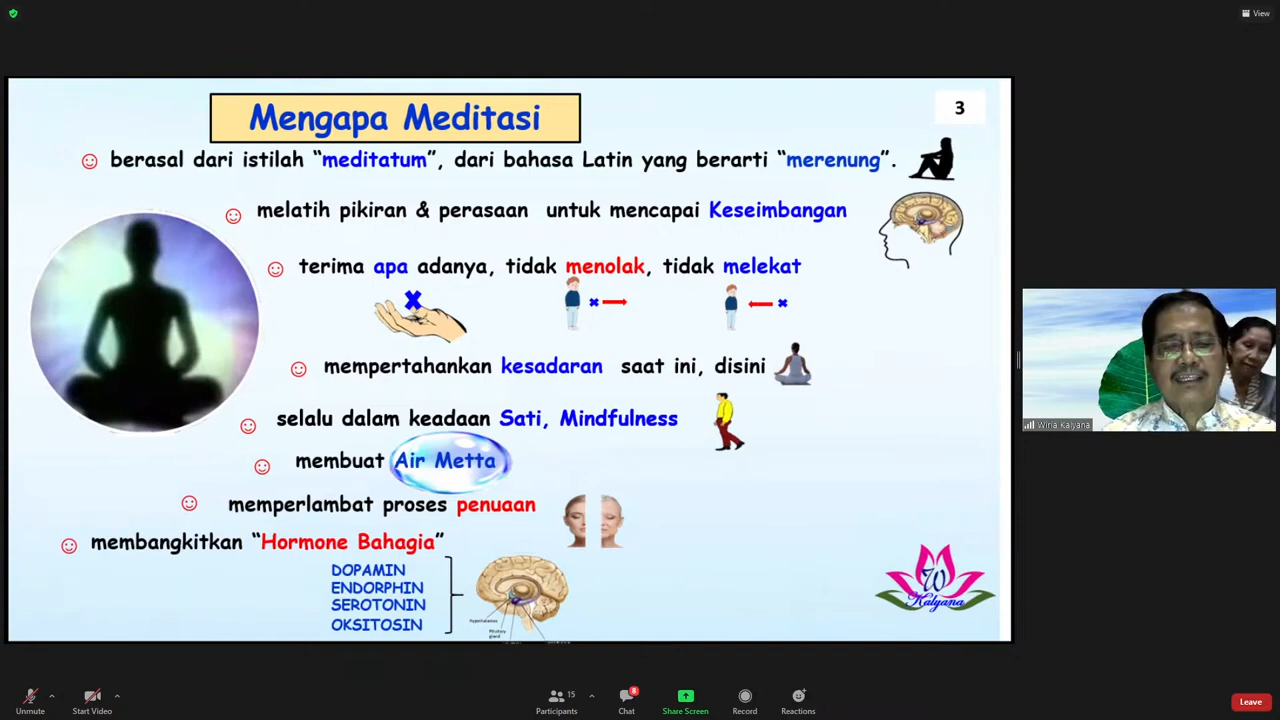 View
Mengapa Meditasi
3
berasal dari istilah “meditatum”, dari bahasa Latin yang berarti “merenung”.
melatih pikiran & perasaan untuk mencapai Keseimbangan
terima apa adanya, tidak menolak, tidak melekat
mempertahankan kesadaran saat ini, disini
selalu dalam keadaan Sati, Mindfulness
Wiria Kalyana
membuat Air Metta
memperlambat proses penuaan
membangkitkan “Hormone Bahagia”
DOPAMIN
ENDORPHIN
SEROTONIN
OKSITOSIN
Hypothalamus
Pituitary
gland
W
Kalyana
Unmute
Start Video
Participants
15
Chat
8
Share Screen
Record
Reactions
Leave